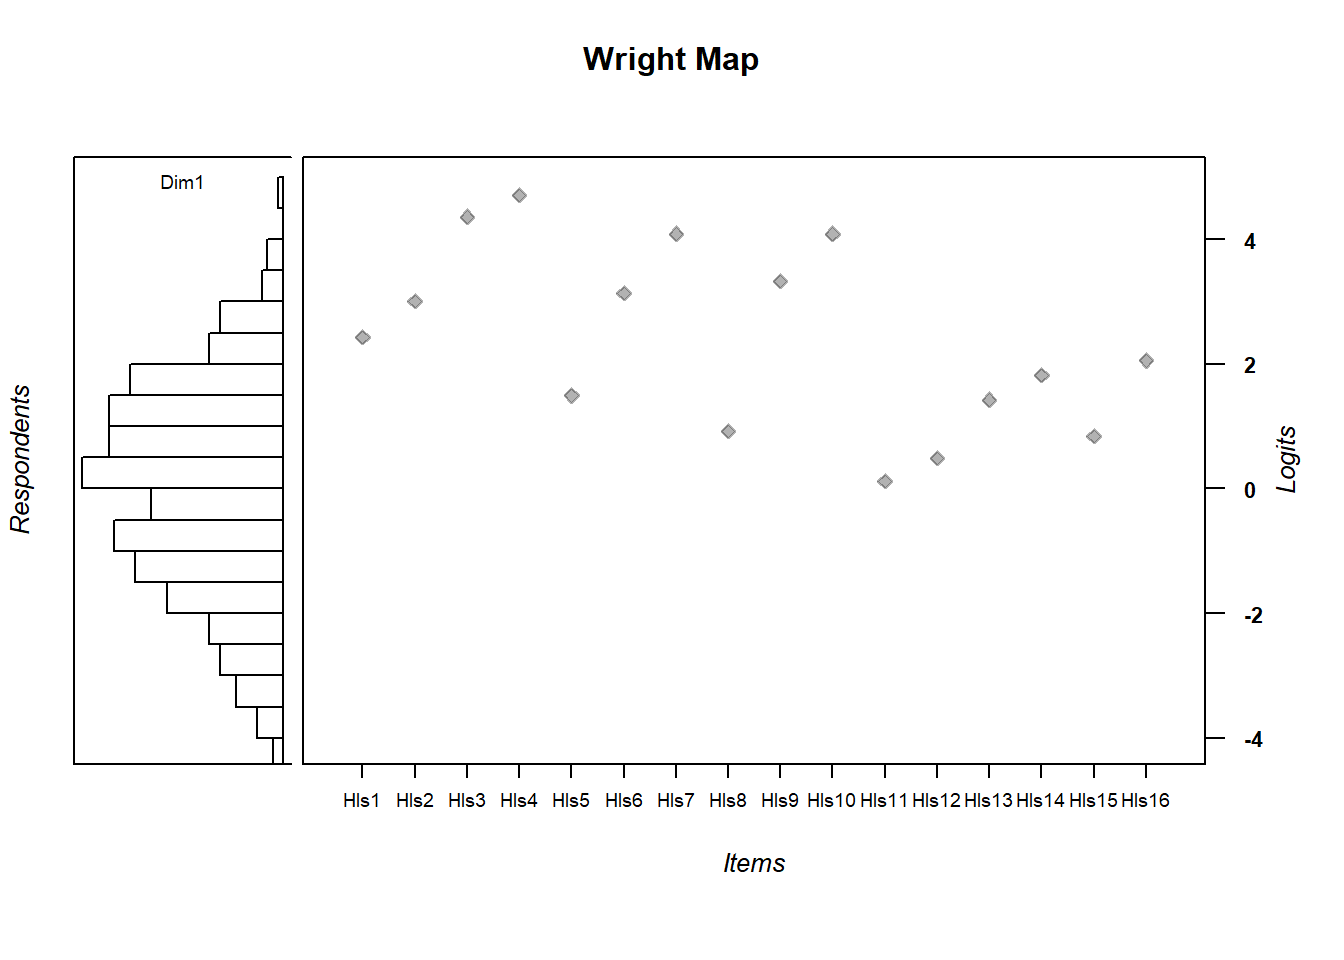 Wright Map
Dim1
Respondents
4
2
0
-2
-4
Logits
Hls1 Hls2 Hls3 Hls4 Hls5 Hls6 Hls7 Hls8 Hls9 Hls10 Hls11 Hls12 Hls13 Hls14 Hls15 Hls16
Items